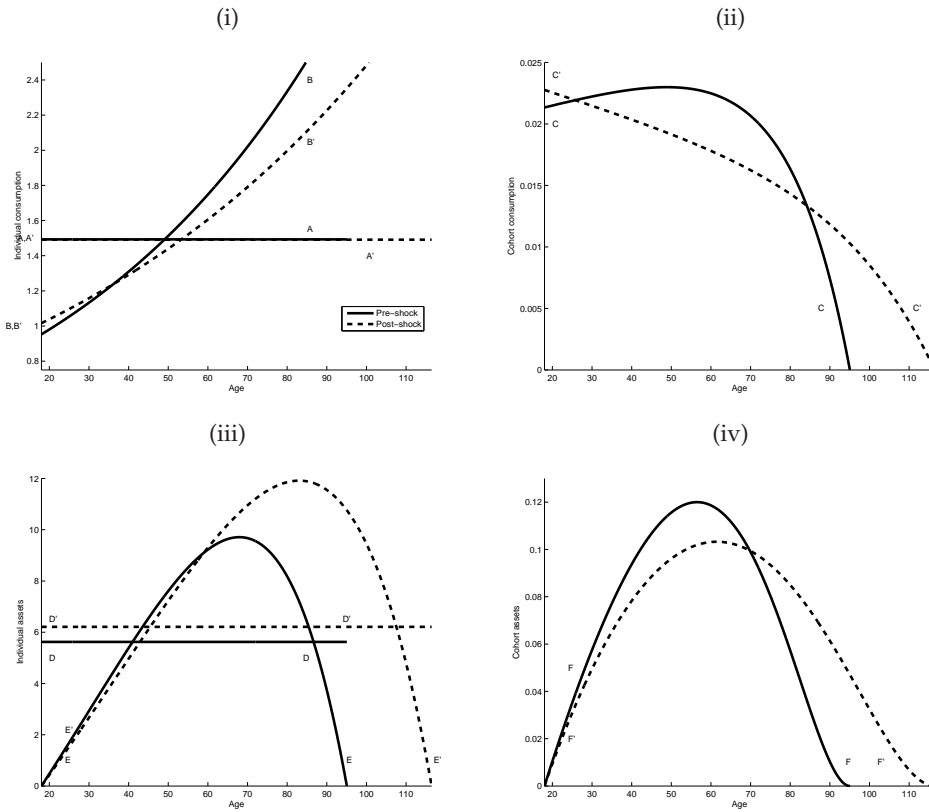 (i)
2.4
2.2
2
1.8
1.6
1.4
1.2
1
0.8
Individual consumption
A,A'
B,B'
B
B'
A
A'
Pre−shock
Post−shock
20 30 40 50 60 70 80 90 100 110
Age
(ii)
0.025
0.02
0.015
0.01
0.005
0
Cohort consumption
C'
C
C
C'
20 30 40 50 60 70 80 90 100 110
Age
(iii)
12
10
8
6
4
2
0
Individual assets
D'
D'
D
D
E'
E
E
E'
20 30 40 50 60 70 80 90 100 110
Age
(iv)
0.12
0.1
0.08
0.06
0.04
0.02
0
Cohort assets
F
F'
F
F'
20 30 40 50 60 70 80 90 100 110
Age